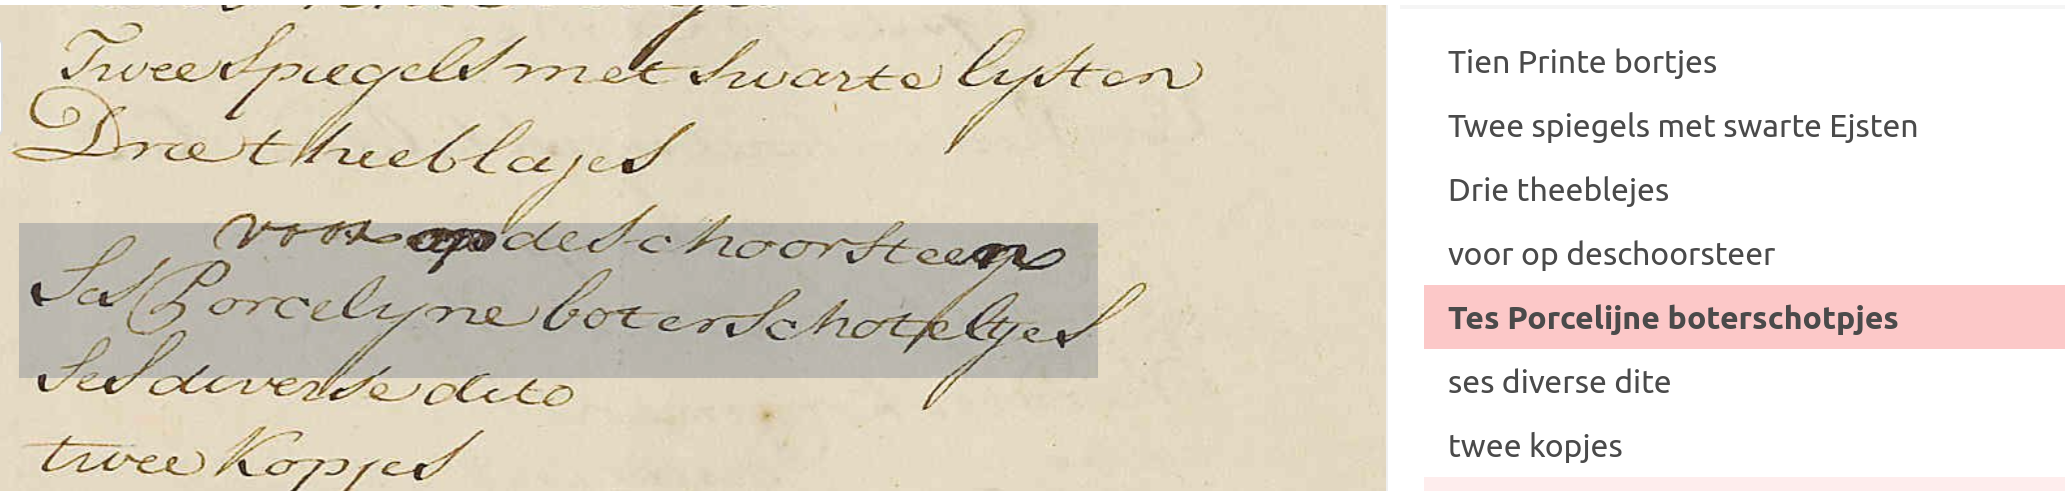 Twee spiegels met swarte lysten
Drie theeblajes
voor op de schoorsteen
Ses Porcelyne boterschoteltjes
ses diverse dito
twee Kopjes
Tien Printe bortjes
Twee spiegels met swarte Ejsten
Drie theeblejes
voor op deschoorsteer
Tes Porcelijne boterschotpjes
ses diverse dite
twee kopjes